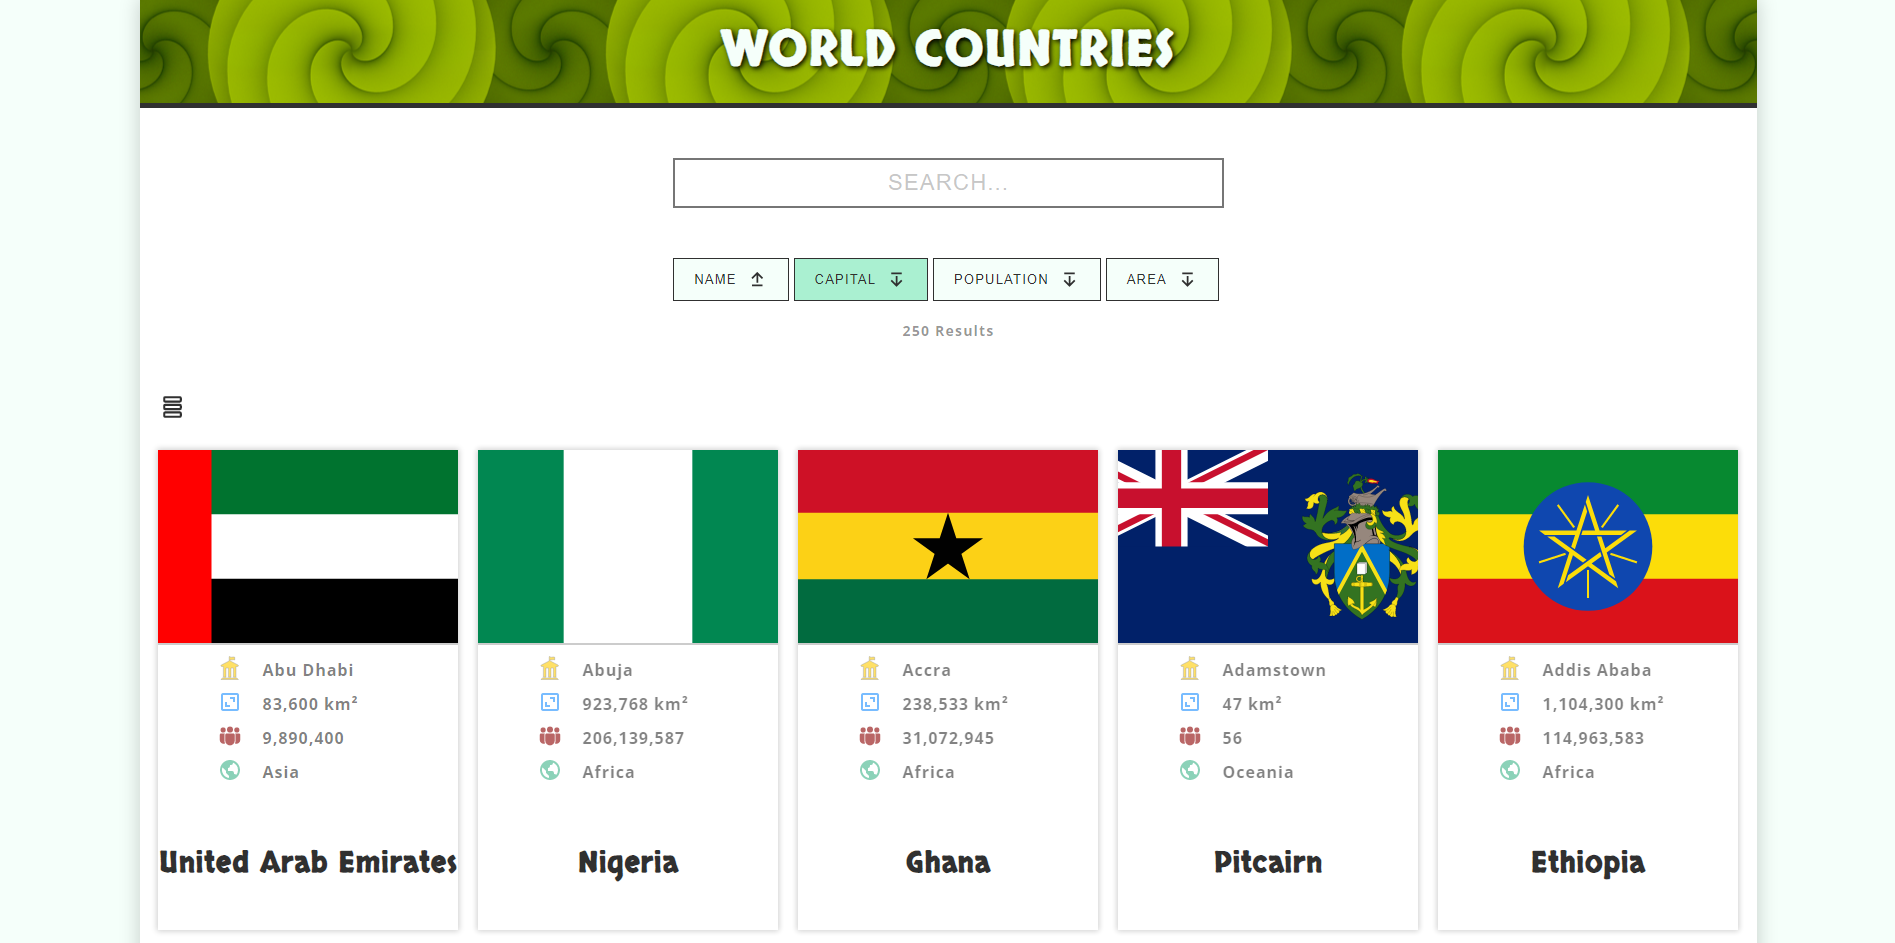 WORLD COUNTRIES
SEARCH...
NAME CAPITAL POPULATION AREA
250 Results
Abu Dhabi
83,600 km²
9,890,400
Asia
United Arab Emirates
Abuja
923,768 km²
206,139,587
Africa
Nigeria
Accra
238,533 km²
31,072,945
Africa
Ghana
Adamstown
47 km²
56
Oceania
Pitcairn
Addis Ababa
1,104,300 km²
114,963,583
Africa
Ethiopia